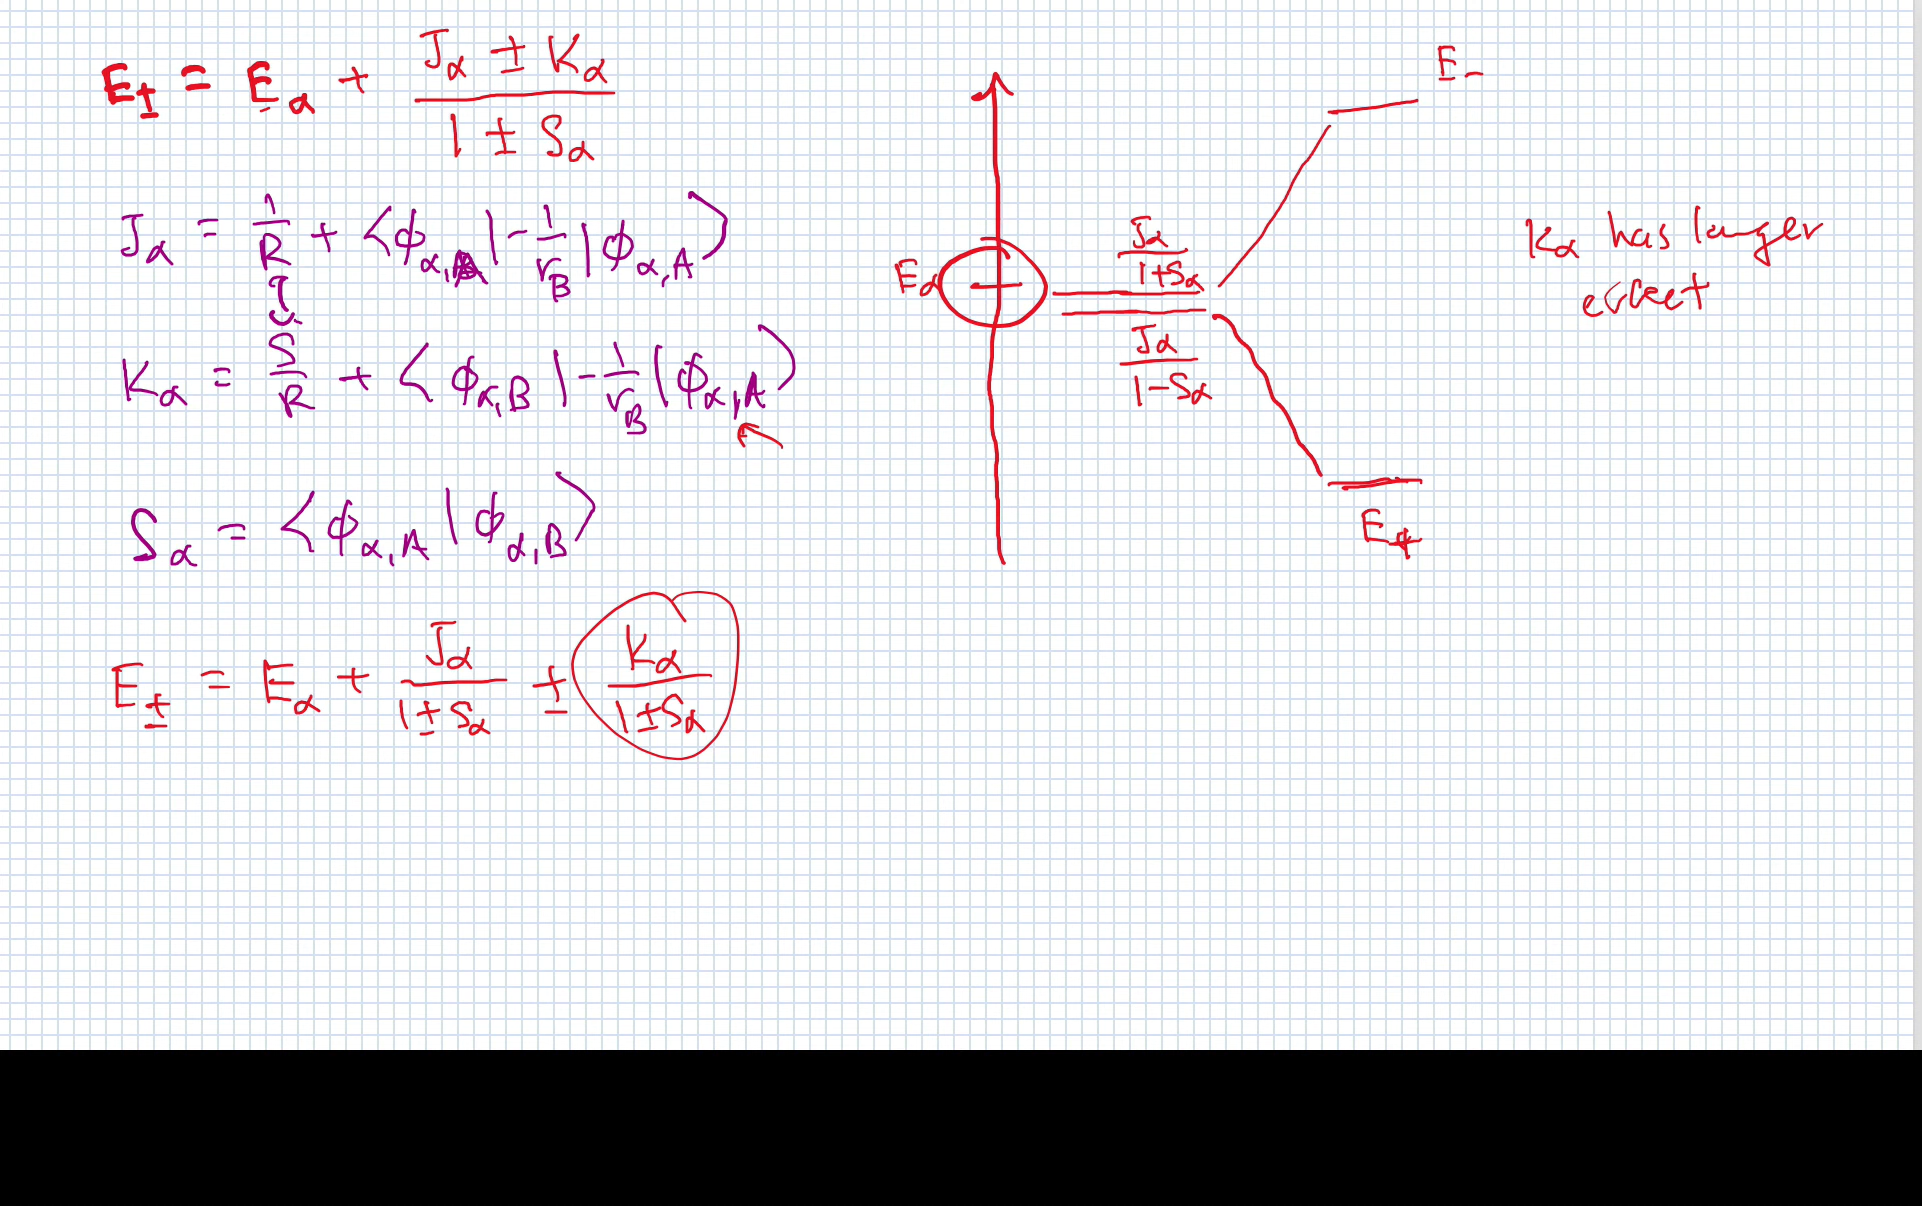 E± = Eα + (Jα ± Kα)/(1 ± Sα)
Jα = 1/R + ⟨ϕα,A|-1/rB|ϕα,A⟩
Kα = S/R + ⟨ϕα,B|-1/rB|ϕα,A⟩
Sα = ⟨ϕα,A|ϕα,B⟩
E± = Eα + Jα/(1 ± Sα) ± Kα/(1 ± Sα)
E-
Eα
Jα/(1+Sα)
Jα/(1-Sα)
E+
Kα has larger
effect